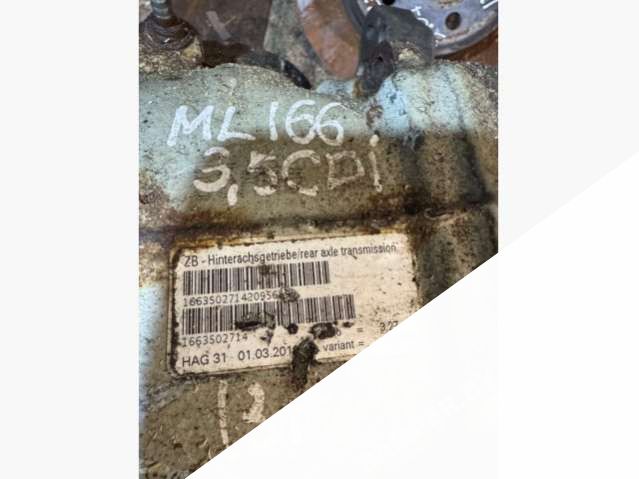 ML 166
3,5CDi
ZB - Hinterachsgetriebe/rear axle transmission
1663502714
HAG 31 01.03.201
variant =